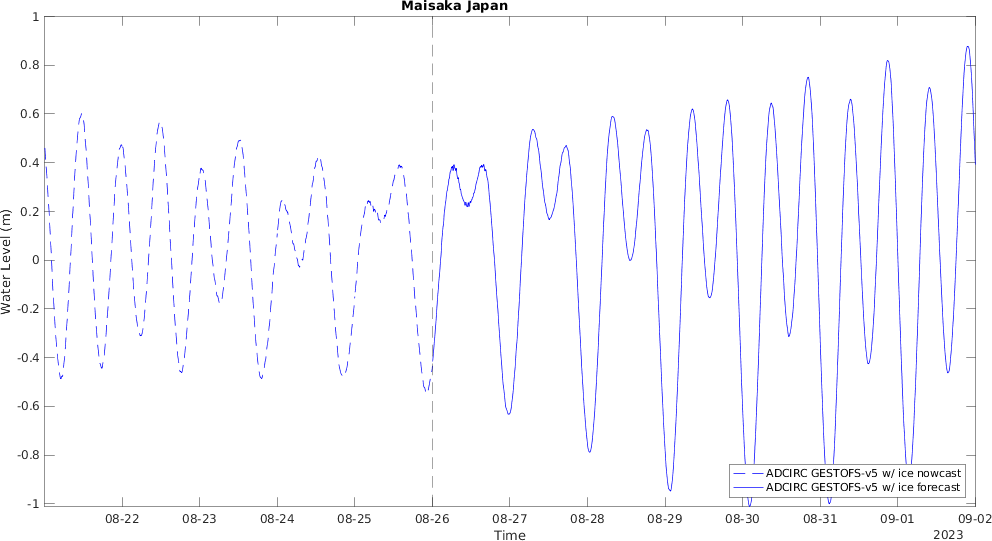 Maisaka Japan
1
0.8
0.6
0.4
0.2
0
-0.2
-0.4
-0.6
-0.8
-1
Water Level (m)
ADCIRC GESTOFS-v5 w/ ice nowcast
ADCIRC GESTOFS-v5 w/ ice forecast
08-22 08-23 08-24 08-25 08-26 08-27 08-28 08-29 08-30 08-31 09-01 09-02
Time
2023